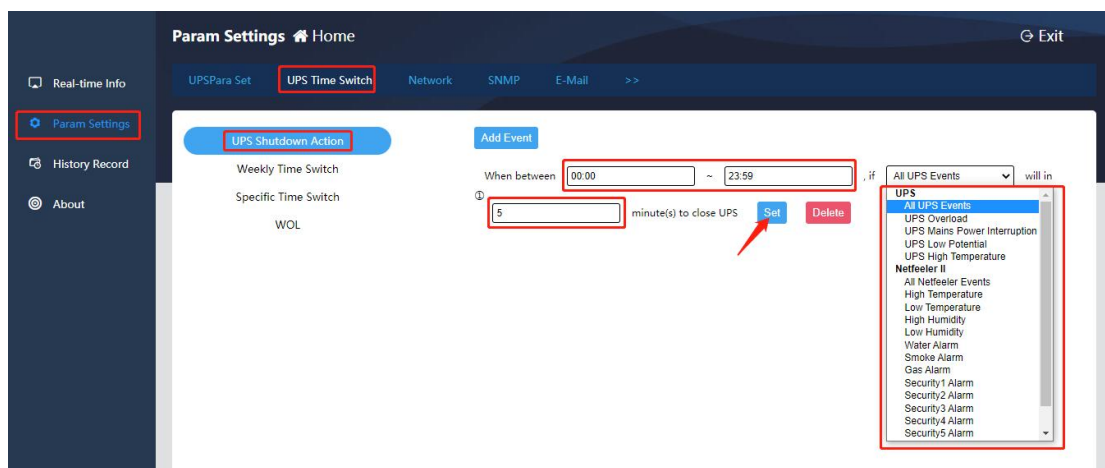 Param Settings Home
Exit
Real-time Info
Param Settings
History Record
About
UPSPara Set UPS Time Switch Network SNMP E-Mail >>
UPS Shutdown Action
Weekly Time Switch
Specific Time Switch
WOL
Add Event
When between 00:00 ~ 23:59 , if All UPS Events will in
① 5 minute(s) to close UPS Set Delete
UPS
All UPS Events
UPS Overload
UPS Mains Power Interruption
UPS Low Potential
UPS High Temperature
Netfeeler II
All Netfeeler Events
High Temperature
Low Temperature
High Humidity
Low Humidity
Water Alarm
Smoke Alarm
Gas Alarm
Security1 Alarm
Security2 Alarm
Security3 Alarm
Security4 Alarm
Security5 Alarm